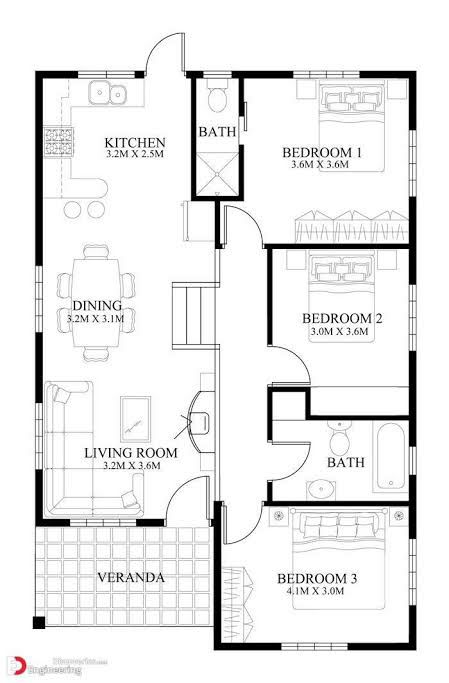 KITCHEN
3.2M X 2.5M
BATH
BEDROOM 1
3.6M X 3.6M
DINING
3.2M X 3.1M
BEDROOM 2
3.0M X 3.6M
LIVING ROOM
3.2M X 3.6M
BATH
VERANDA
BEDROOM 3
4.1M X 3.0M
Engineering